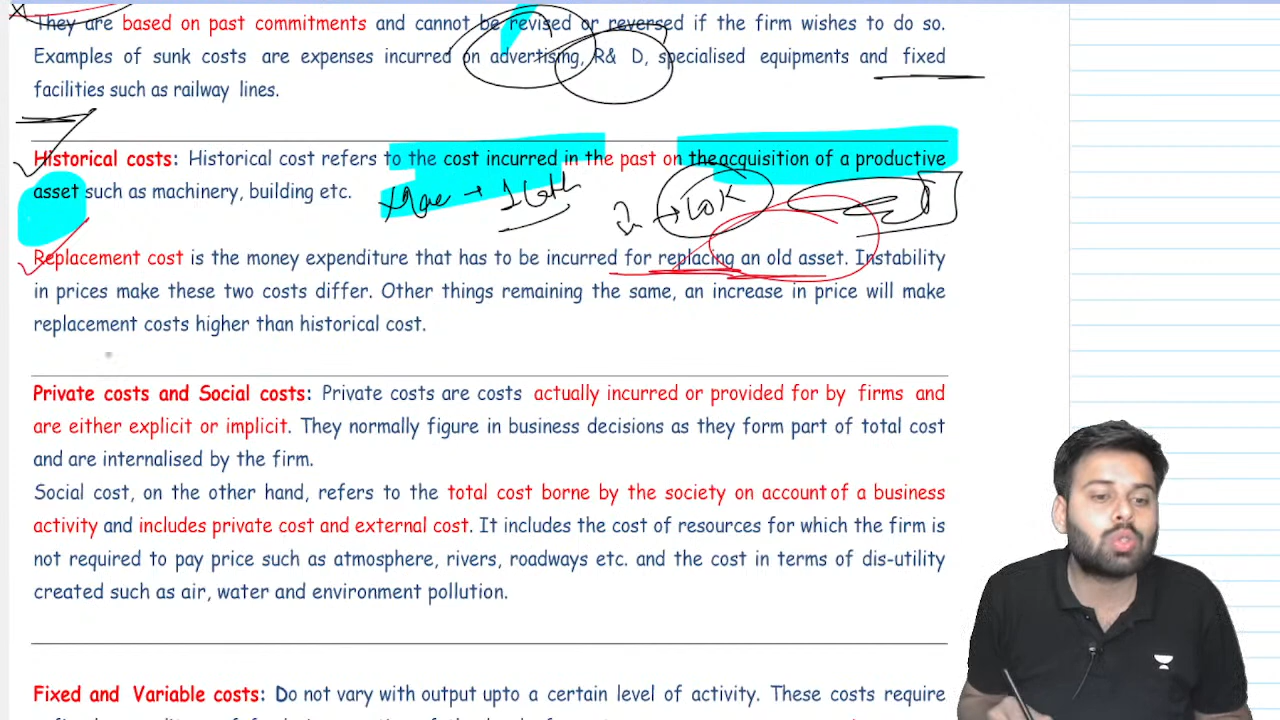 They are based on past commitments and cannot be revised or reversed if the firm wishes to do so.
Examples of sunk costs are expenses incurred on advertising, R& D, specialised equipments and fixed
facilities such as railway lines.
Historical costs: Historical cost refers to the cost incurred in the past on the acquisition of a productive
asset such as machinery, building etc.
Replacement cost is the money expenditure that has to be incurred for replacing an old asset. Instability
in prices make these two costs differ. Other things remaining the same, an increase in price will make
replacement costs higher than historical cost.
Private costs and Social costs: Private costs are costs actually incurred or provided for by firms and
are either explicit or implicit. They normally figure in business decisions as they form part of total cost
and are internalised by the firm.
Social cost, on the other hand, refers to the total cost borne by the society on account of a business
activity and includes private cost and external cost. It includes the cost of resources for which the firm is
not required to pay price such as atmosphere, rivers, roadways etc. and the cost in terms of dis-utility
created such as air, water and environment pollution.
Fixed and Variable costs: Do not vary with output upto a certain level of activity. These costs require